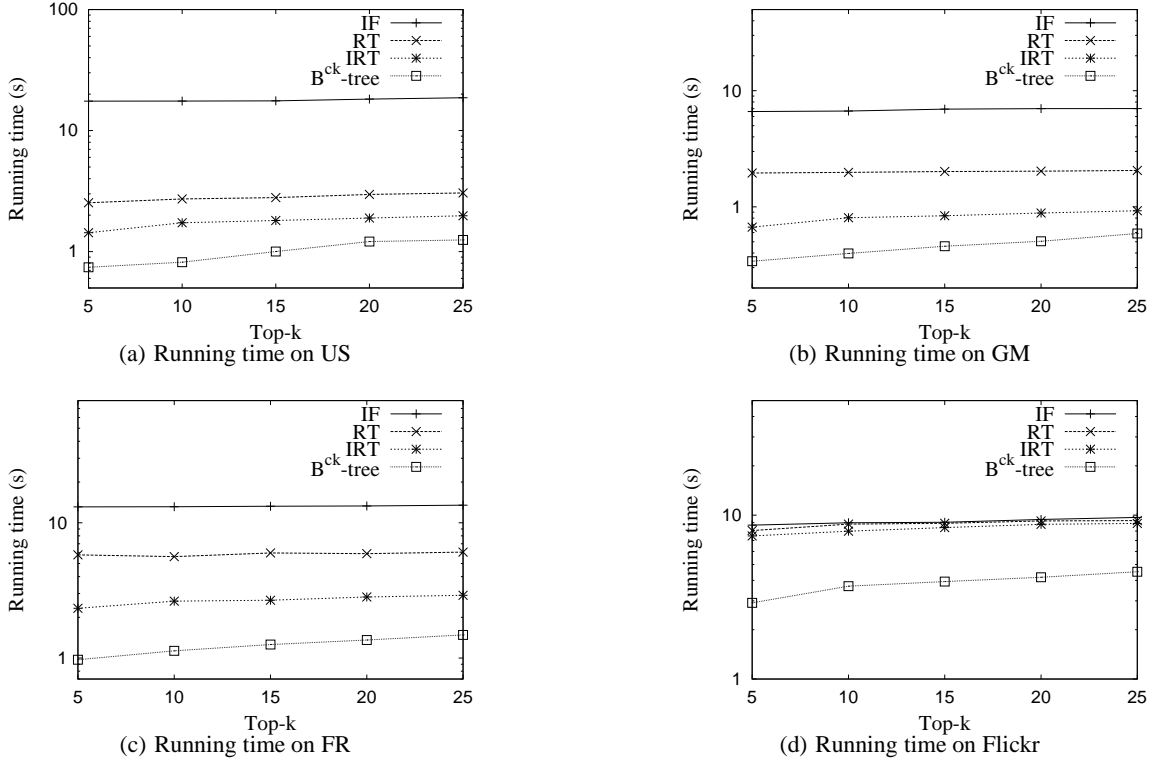 100
10
1
Running time (s)
IF
RT
IRT
B^ck-tree
5 10 15 20 25
Top-k
(a) Running time on US
10
1
Running time (s)
IF
RT
IRT
B^ck-tree
5 10 15 20 25
Top-k
(b) Running time on GM
10
1
Running time (s)
IF
RT
IRT
B^ck-tree
5 10 15 20 25
Top-k
(c) Running time on FR
10
1
Running time (s)
IF
RT
IRT
B^ck-tree
5 10 15 20 25
Top-k
(d) Running time on Flickr